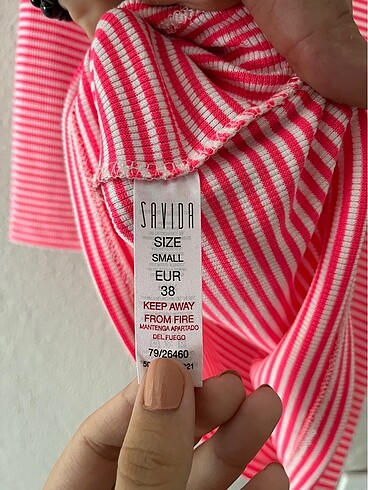 SAVIDA
SIZE
SMALL
EUR
38
KEEP AWAY
FROM FIRE
MANTENGA APARTADO
DEL FUEGO
79/26460